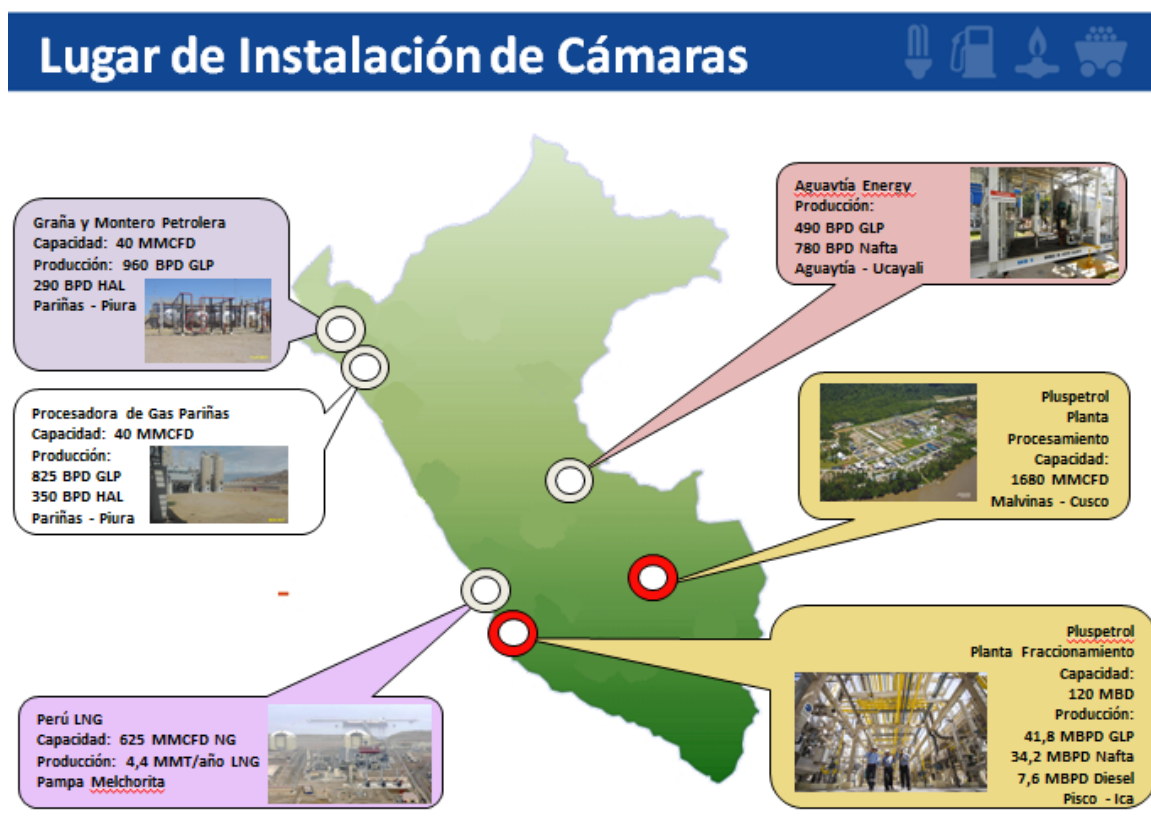 Lugar de Instalación de Cámaras
Graña y Montero Petrolera
Capacidad: 40 MMCFD
Producción: 960 BPD GLP
290 BPD HAL
Pariñas - Piura
Procesadora de Gas Pariñas
Capacidad: 40 MMCFD
Producción:
825 BPD GLP
350 BPD HAL
Pariñas - Piura
Perú LNG
Capacidad: 625 MMCFD NG
Producción: 4,4 MMT/año LNG
Pampa Melchorita
Aguaytía Energy
Producción:
490 BPD GLP
780 BPD Nafta
Aguaytía - Ucayali
Pluspetrol
Planta
Procesamiento
Capacidad:
1680 MMCFD
Malvinas - Cusco
Pluspetrol
Planta Fraccionamiento
Capacidad:
120 MBD
Producción:
41,8 MBPD GLP
34,2 MBPD Nafta
7,6 MBPD Diesel
Pisco - Ica